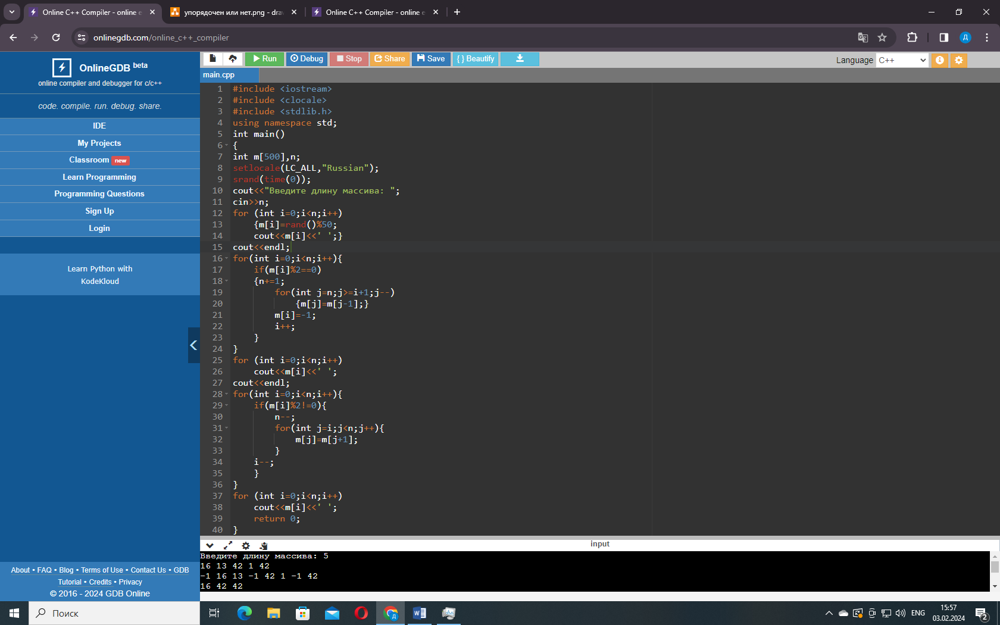 Online C++ Compiler - online e
упорядочен или нет.png - dra
Online C++ Compiler - online e
onlinegdb.com/online_c++_compiler
Д
OnlineGDB beta
online compiler and debugger for c/c++
code. compile. run. debug. share.
IDE
My Projects
Classroom new
Learn Programming
Programming Questions
Sign Up
Login
Learn Python with
KodeKloud
About • FAQ • Blog • Terms of Use • Contact Us • GDB
Tutorial • Credits • Privacy
© 2016 - 2024 GDB Online
Run Debug Stop Share Save { } Beautify
Language C++
main.cpp
1 #include <iostream>
2 #include <clocale>
3 #include <stdlib.h>
4 using namespace std;
5 int main()
6 {
7 int m[500],n;
8 setlocale(LC_ALL,"Russian");
9 srand(time(0));
10 cout<<"Введите длину массива: ";
11 cin>>n;
12 for (int i=0;i<n;i++)
13 {m[i]=rand()%50;
14 cout<<m[i]<<' ';}
15 cout<<endl;
16 for(int i=0;i<n;i++){
17 if(m[i]%2==0)
18 {n+=1;
19 for(int j=n;j>=i+1;j--)
20 {m[j]=m[j-1];}
21 m[i]=-1;
22 i++;
23 }
24 }
25 for (int i=0;i<n;i++)
26 cout<<m[i]<<' ';
27 cout<<endl;
28 for(int i=0;i<n;i++){
29 if(m[i]%2!=0){
30 n--;
31 for(int j=i;j<n;j++){
32 m[j]=m[j+1];
33 }
34 i--;
35 }
36 }
37 for (int i=0;i<n;i++)
38 cout<<m[i]<<' ';
39 return 0;
40 }
input
Введите длину массива: 5
16 13 42 1 42
-1 16 13 -1 42 1 -1 42
16 42 42
Поиск
ENG
15:57
03.02.2024
2